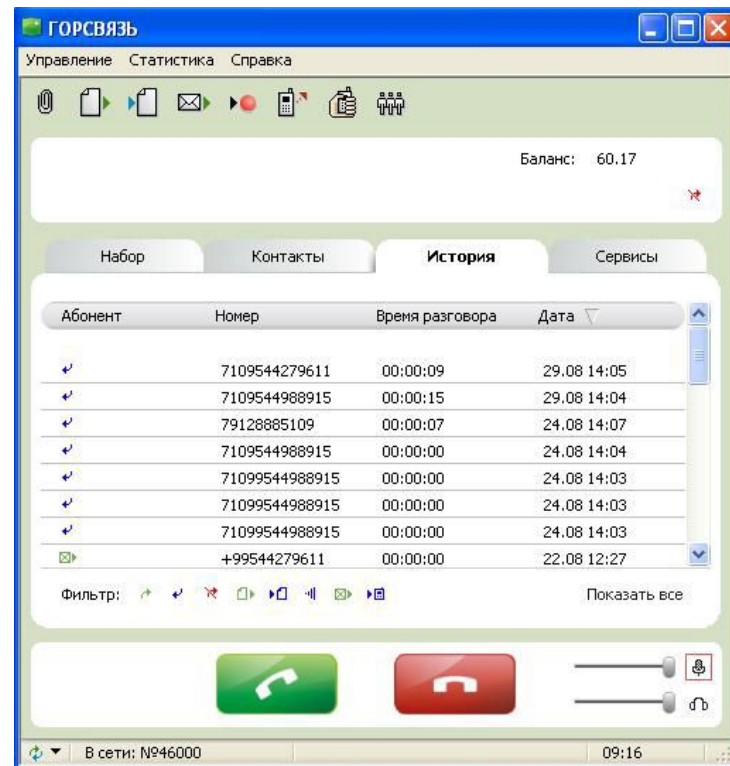 ГОРСВЯЗЬ
Управление Статистика Справка
Баланс: 60.17
Набор Контакты История Сервисы
Абонент Номер Время разговора Дата
7109544279611 00:00:09 29.08 14:05
7109544988915 00:00:15 29.08 14:04
79128885109 00:00:07 24.08 14:07
7109544988915 00:00:00 24.08 14:04
71099544988915 00:00:00 24.08 14:03
71099544988915 00:00:00 24.08 14:03
71099544988915 00:00:00 24.08 14:03
+99544279611 00:00:00 22.08 12:27
Фильтр: Показать все
В сети: №46000 09:16